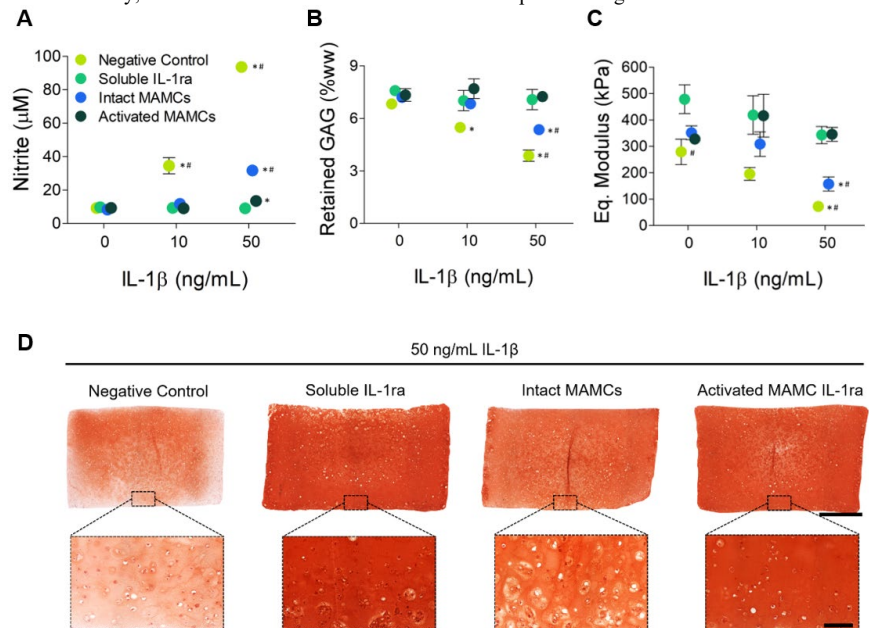 A
B
C
Nitrite (µM)
100
80
60
40
20
0
Negative Control
Soluble IL-1ra
Intact MAMCs
Activated MAMCs
*#
*#
*#
*
0 10 50
IL-1β (ng/mL)
Retained GAG (%ww)
9
6
3
0
*
*#
*#
0 10 50
IL-1β (ng/mL)
Eq. Modulus (kPa)
600
500
400
300
200
100
0
#
*#
*#
0 10 50
IL-1β (ng/mL)
D
50 ng/mL IL-1β
Negative Control Soluble IL-1ra Intact MAMCs Activated MAMC IL-1ra